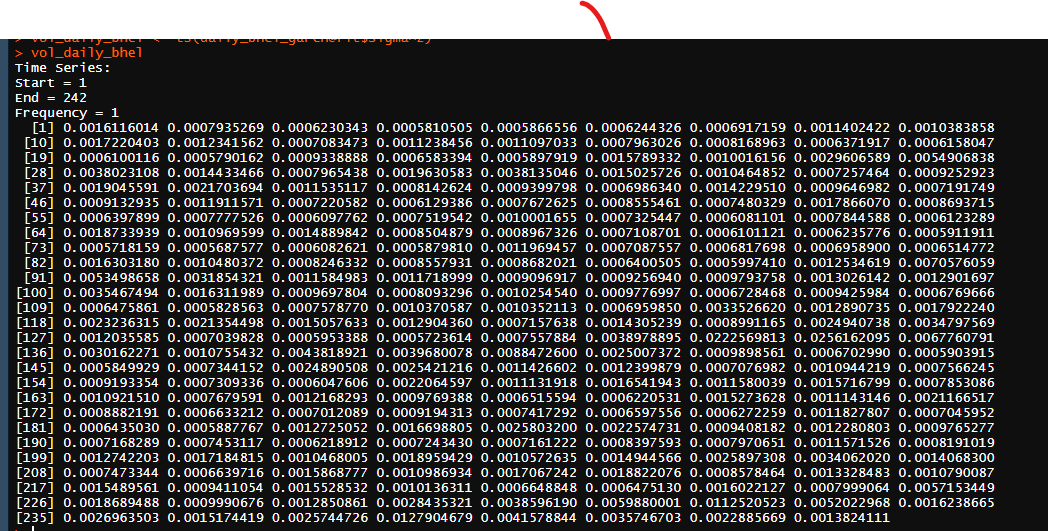 > vol_daily_bhel <- ts(daily_bhel_garch@fit$sigma^2)
> vol_daily_bhel
Time Series:
Start = 1
End = 242
Frequency = 1
[1] 0.0016116014 0.0007935269 0.0006230343 0.0005810505 0.0005866556 0.0006244326 0.0006917159 0.0011402422 0.0010383858
[10] 0.0017220403 0.0012341562 0.0007083473 0.0011238456 0.0011097033 0.0007963026 0.0008168963 0.0006371917 0.0006158047
[19] 0.0006100116 0.0005790162 0.0009338888 0.0006583394 0.0005897919 0.0015789332 0.0010016156 0.0029606589 0.0054906838
[28] 0.0038023108 0.0014433466 0.0007965438 0.0019630583 0.0038135046 0.0015025726 0.0010464852 0.0007257464 0.0009252923
[37] 0.0019045591 0.0021703694 0.0011535117 0.0008142624 0.0009399798 0.0006986340 0.0014229510 0.0009646982 0.0007191749
[46] 0.0009132935 0.0011911571 0.0007220582 0.0006129386 0.0007672625 0.0008555461 0.0007480329 0.0017866070 0.0008693715
[55] 0.0006397899 0.0007777526 0.0006097762 0.0007519542 0.0010001655 0.0007325447 0.0006081101 0.0007844588 0.0006123289
[64] 0.0018733939 0.0010969599 0.0014889842 0.0008504879 0.0008967326 0.0007108701 0.0006101121 0.0006235776 0.0005911911
[73] 0.0005718159 0.0005687577 0.0006082621 0.0005879810 0.0011969457 0.0007087557 0.0006817698 0.0006958900 0.0006514772
[82] 0.0016303180 0.0010480372 0.0008246332 0.0008557931 0.0008682021 0.0006400505 0.0005997410 0.0012534619 0.0070576059
[91] 0.0053498658 0.0031854321 0.0011584983 0.0011718999 0.0009096917 0.0009256940 0.0009793758 0.0013026142 0.0012901697
[100] 0.0035467494 0.0016311989 0.0009697804 0.0008093296 0.0010254540 0.0009776997 0.0006728468 0.0009425984 0.0006769666
[109] 0.0006475861 0.0005828563 0.0007578770 0.0010370587 0.0010352113 0.0006959850 0.0033526620 0.0012890735 0.0017922240
[118] 0.0023236315 0.0021354498 0.0015057633 0.0012904360 0.0007157638 0.0014305239 0.0008991165 0.0024940738 0.0034797569
[127] 0.0012035585 0.0007039828 0.0005953388 0.0005723614 0.0007557884 0.0038978895 0.0222569813 0.0256162095 0.0067760791
[136] 0.0030162271 0.0010755432 0.0043818921 0.0039680078 0.0088472600 0.0025007372 0.0009898561 0.0006702990 0.0005903915
[145] 0.0005849929 0.0007344152 0.0024890508 0.0025421216 0.0011426602 0.0012399879 0.0007076982 0.0010944219 0.0007566245
[154] 0.0009193354 0.0007309336 0.0006047606 0.0022064597 0.0011131918 0.0016541943 0.0011580039 0.0015716799 0.0007853086
[163] 0.0010921510 0.0007679591 0.0012168293 0.0009769388 0.0006515594 0.0006220531 0.0015273628 0.0011143146 0.0021166517
[172] 0.0008882191 0.0006633212 0.0007012089 0.0009194313 0.0007417292 0.0006597556 0.0006272259 0.0011827807 0.0007045952
[181] 0.0006435030 0.0005887767 0.0012725052 0.0016698805 0.0025803200 0.0022574731 0.0009408182 0.0012280803 0.0009765277
[190] 0.0007168289 0.0007453117 0.0006218912 0.0007243430 0.0007161222 0.0008397593 0.0007970651 0.0011571526 0.0008191019
[199] 0.0012742203 0.0017184815 0.0010468005 0.0018959429 0.0010572635 0.0014944566 0.0025897308 0.0034062020 0.0014068300
[208] 0.0007473344 0.0006639716 0.0015868777 0.0010986934 0.0017067242 0.0018822076 0.0008578464 0.0013328483 0.0010790087
[217] 0.0015489561 0.0009411054 0.0015528532 0.0010136311 0.0006648848 0.0006475130 0.0016022127 0.0007999064 0.0057153449
[226] 0.0018689488 0.0009990676 0.0012850861 0.0028435321 0.0038596190 0.0059880001 0.0112520533 0.0052022968 0.0016238665
[235] 0.0026963503 0.0015174419 0.0025744726 0.0127904679 0.0041578844 0.0035746703 0.0022885669 0.0013824111